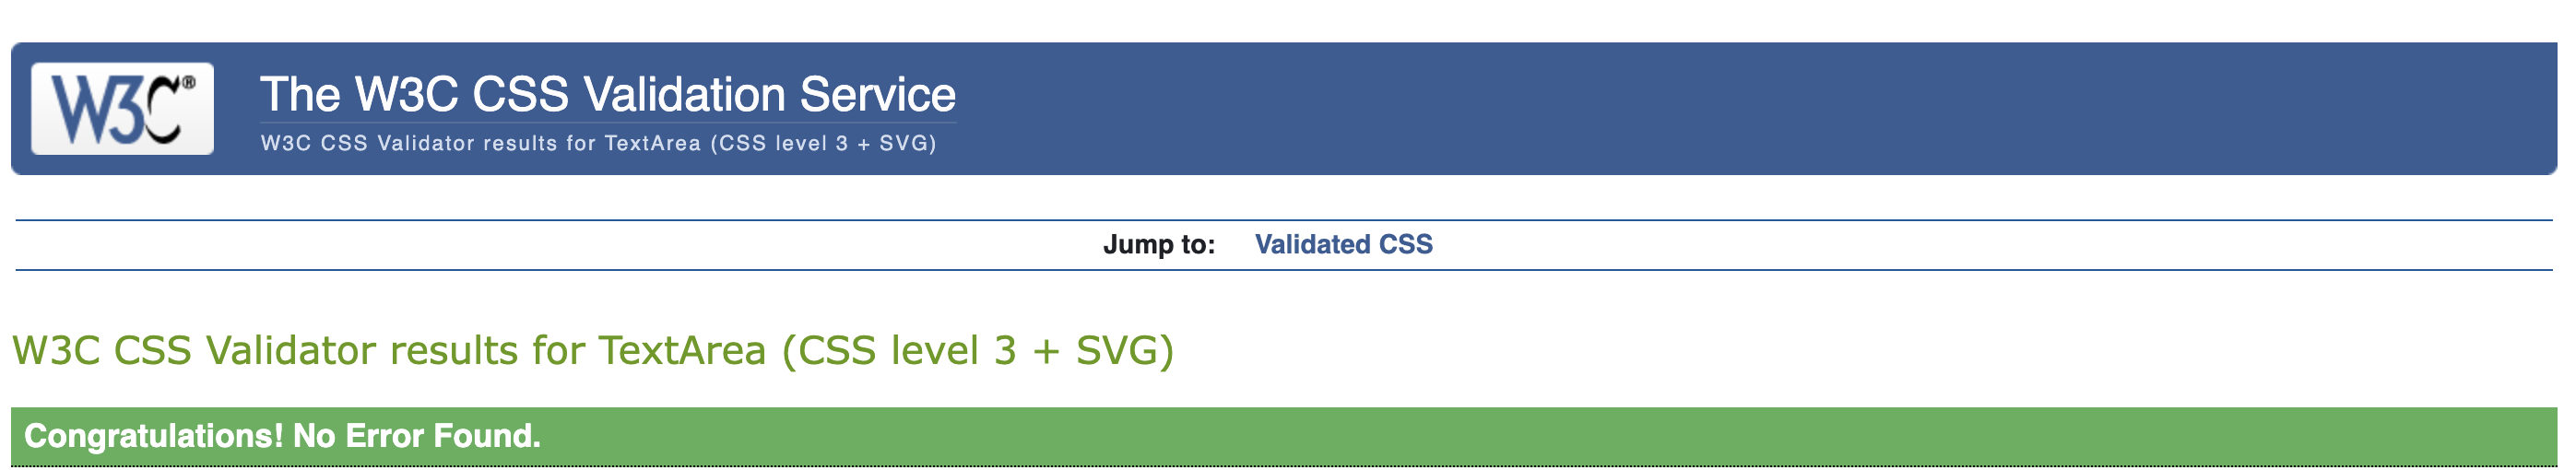 W3C®
The W3C CSS Validation Service
W3C CSS Validator results for TextArea (CSS level 3 + SVG)
Jump to: Validated CSS
W3C CSS Validator results for TextArea (CSS level 3 + SVG)
Congratulations! No Error Found.